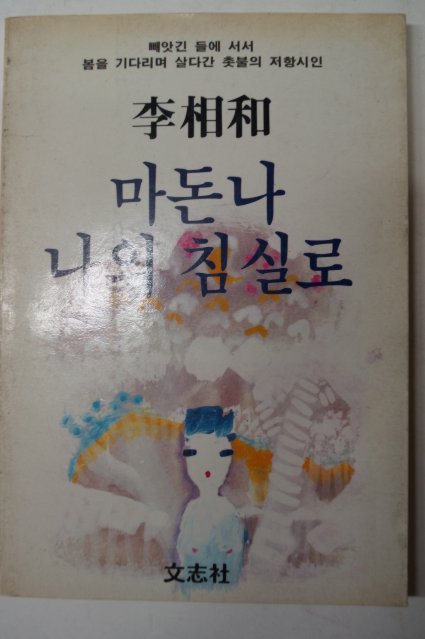 빼앗긴 들에 서서
봄을 기다리며 살다간 촛불의 저항시인
李相和
마돈나
나의 침실로
文志社